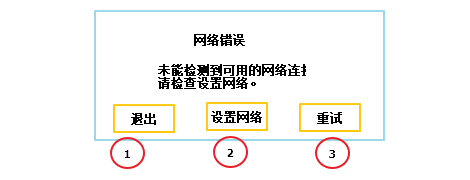 网络错误
未能检测到可用的网络连接
请检查设置网络。
退出 设置网络 重试
1 2 3